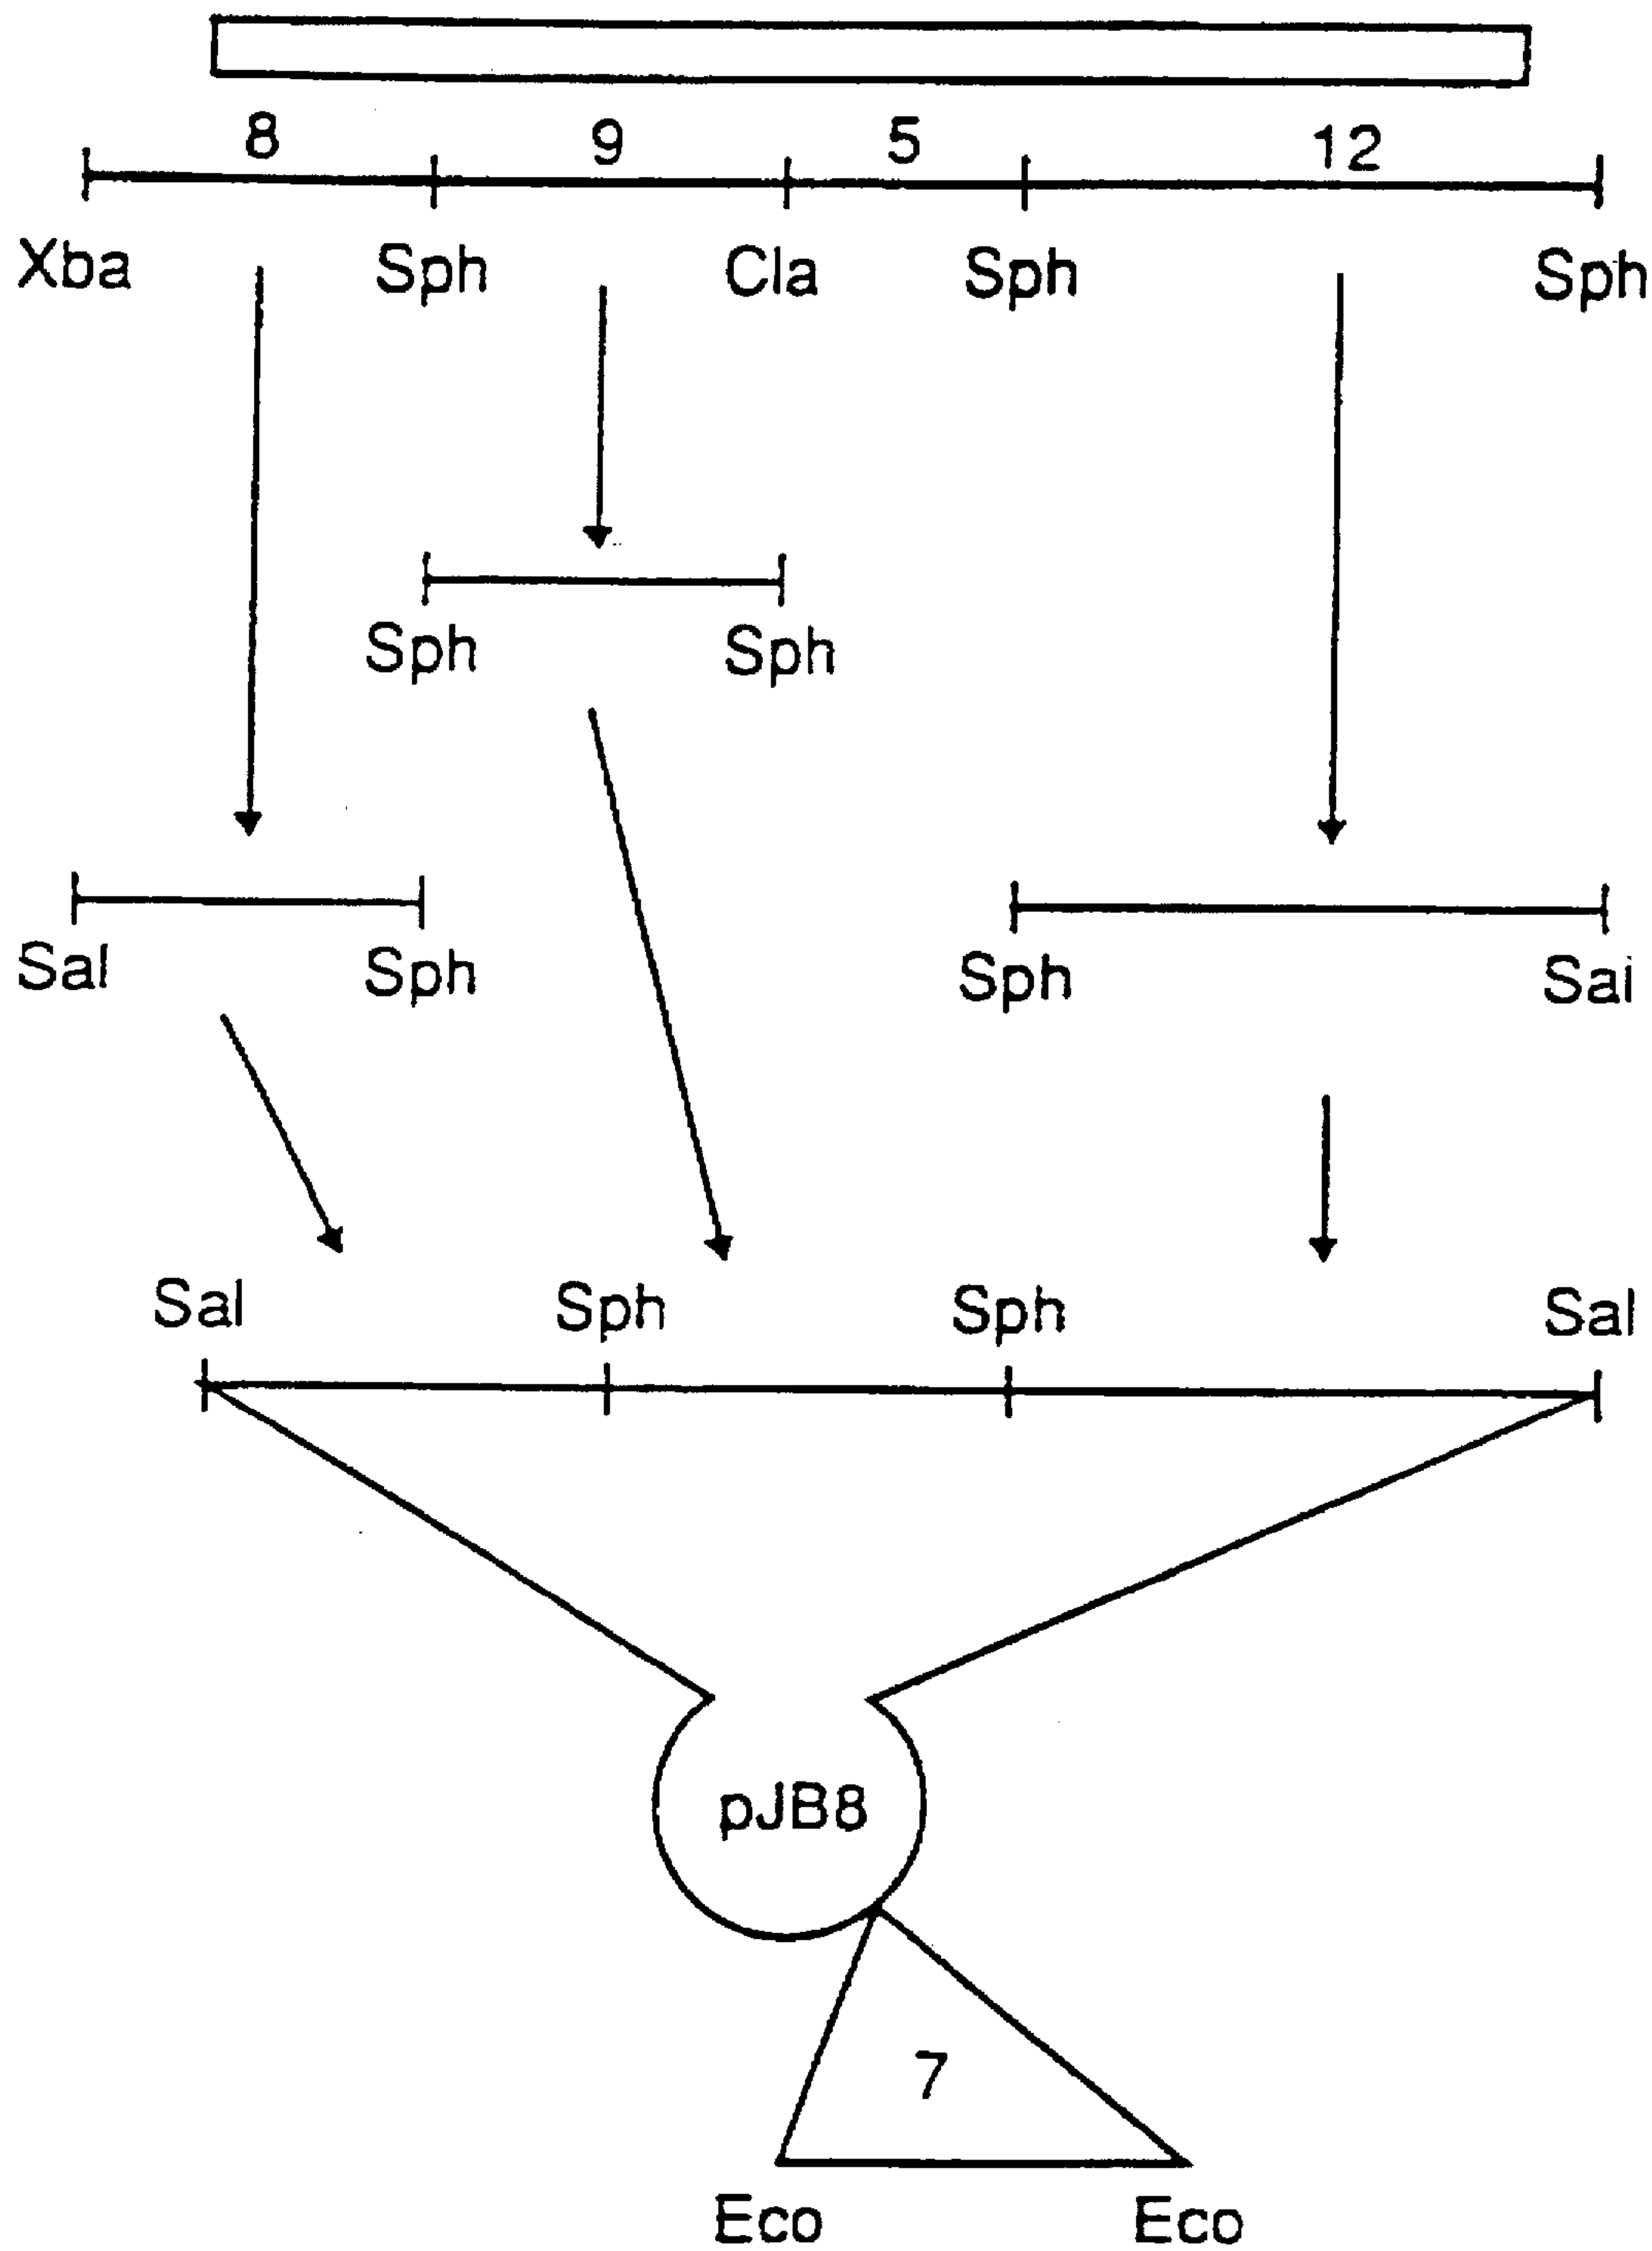 8 9 5 12
Xba Sph Cla Sph Sph
Sph Sph
Sal Sph Sph Sai
Sal Sph Sph Sal
pJB8
7
Eco Eco